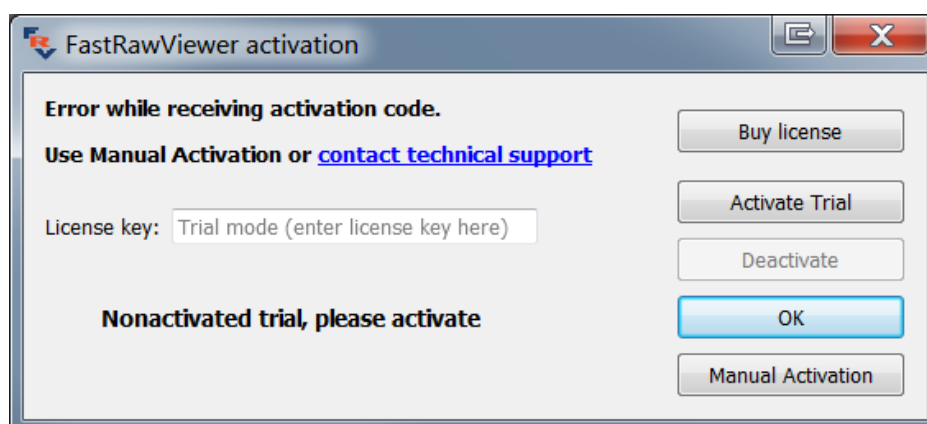 FastRawViewer activation
Error while receiving activation code.
Use Manual Activation or contact technical support
License key: Trial mode (enter license key here)
Nonactivated trial, please activate
Buy license
Activate Trial
Deactivate
OK
Manual Activation